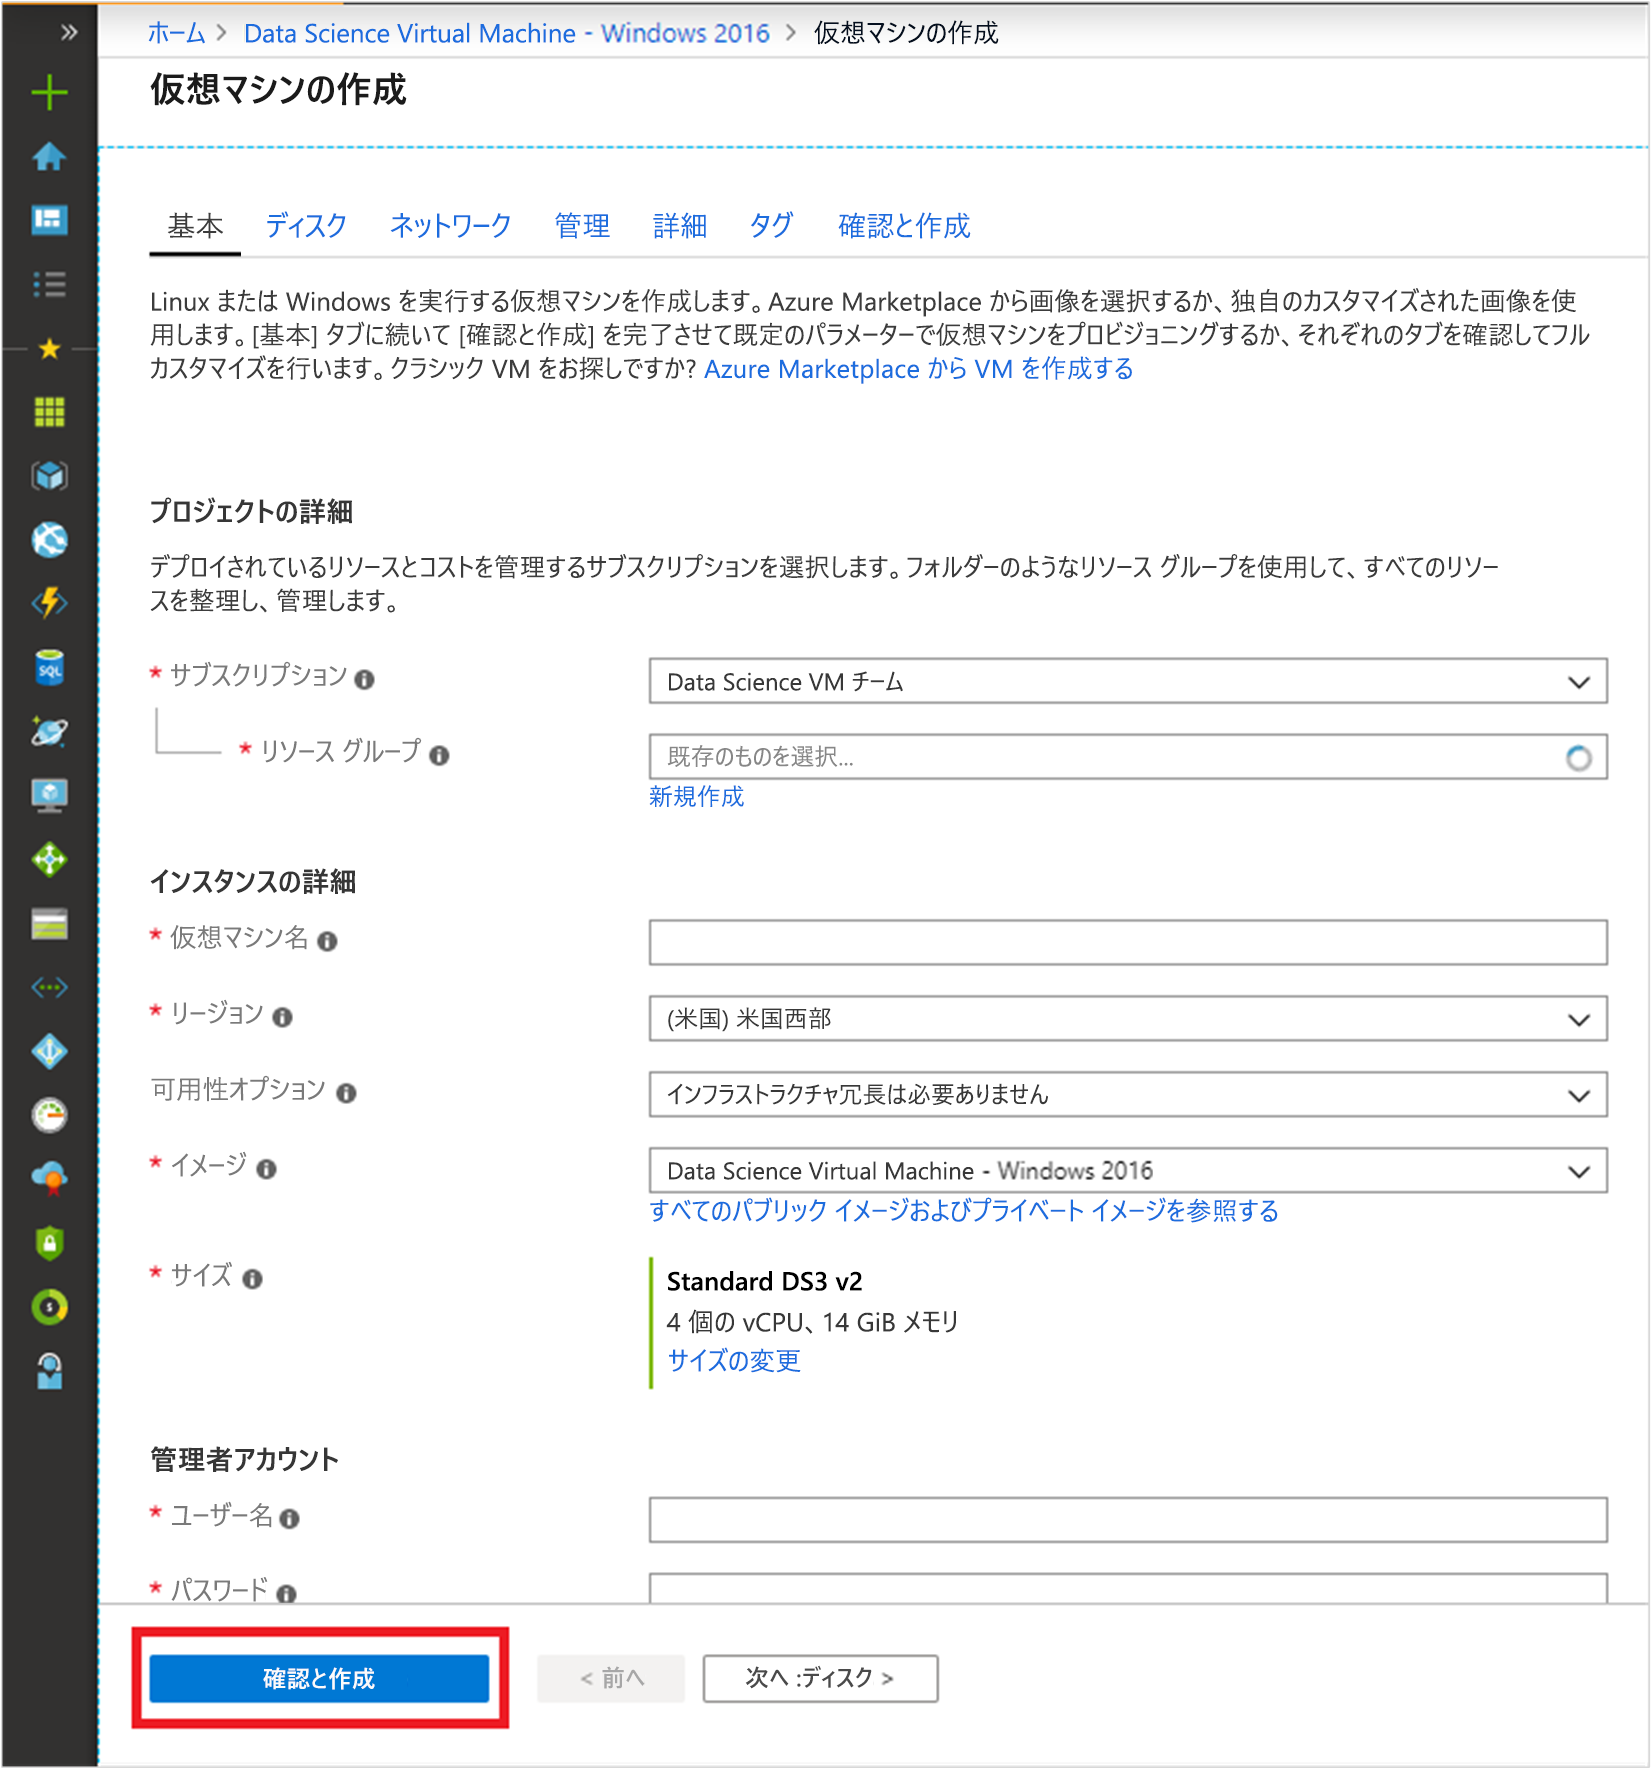 ホーム > Data Science Virtual Machine - Windows 2016 > 仮想マシンの作成
仮想マシンの作成
基本 ディスク ネットワーク 管理 詳細 タグ 確認と作成
Linux または Windows を実行する仮想マシンを作成します。Azure Marketplace から画像を選択するか、独自のカスタマイズされた画像を使
用します。[基本] タブに続いて [確認と作成] を完了させて既定のパラメーターで仮想マシンをプロビジョニングするか、それぞれのタブを確認してフル
カスタマイズを行います。クラシック VM をお探しですか? Azure Marketplace から VM を作成する
プロジェクトの詳細
デプロイされているリソースとコストを管理するサブスクリプションを選択します。フォルダーのようなリソース グループを使用して、すべてのリソー
スを整理し、管理します。
* サブスクリプション Data Science VM チーム
* リソース グループ 既存のものを選択...
新規作成
インスタンスの詳細
* 仮想マシン名
* リージョン (米国) 米国西部
可用性オプション インフラストラクチャ冗長は必要ありません
* イメージ Data Science Virtual Machine - Windows 2016
すべてのパブリック イメージおよびプライベート イメージを参照する
* サイズ Standard DS3 v2
4 個の vCPU、14 GiB メモリ
サイズの変更
管理者アカウント
* ユーザー名
* パスワード
確認と作成 < 前へ 次へ :ディスク >
SQL